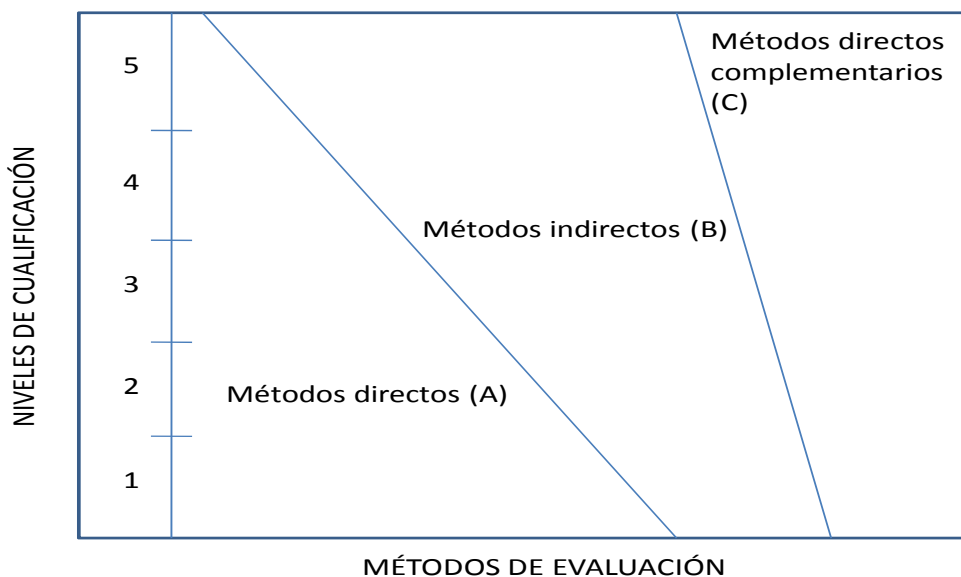 NIVELES DE CUALIFICACIÓN
5
4
3
2
1
Métodos directos
complementarios
(C)
Métodos indirectos (B)
Métodos directos (A)
MÉTODOS DE EVALUACIÓN